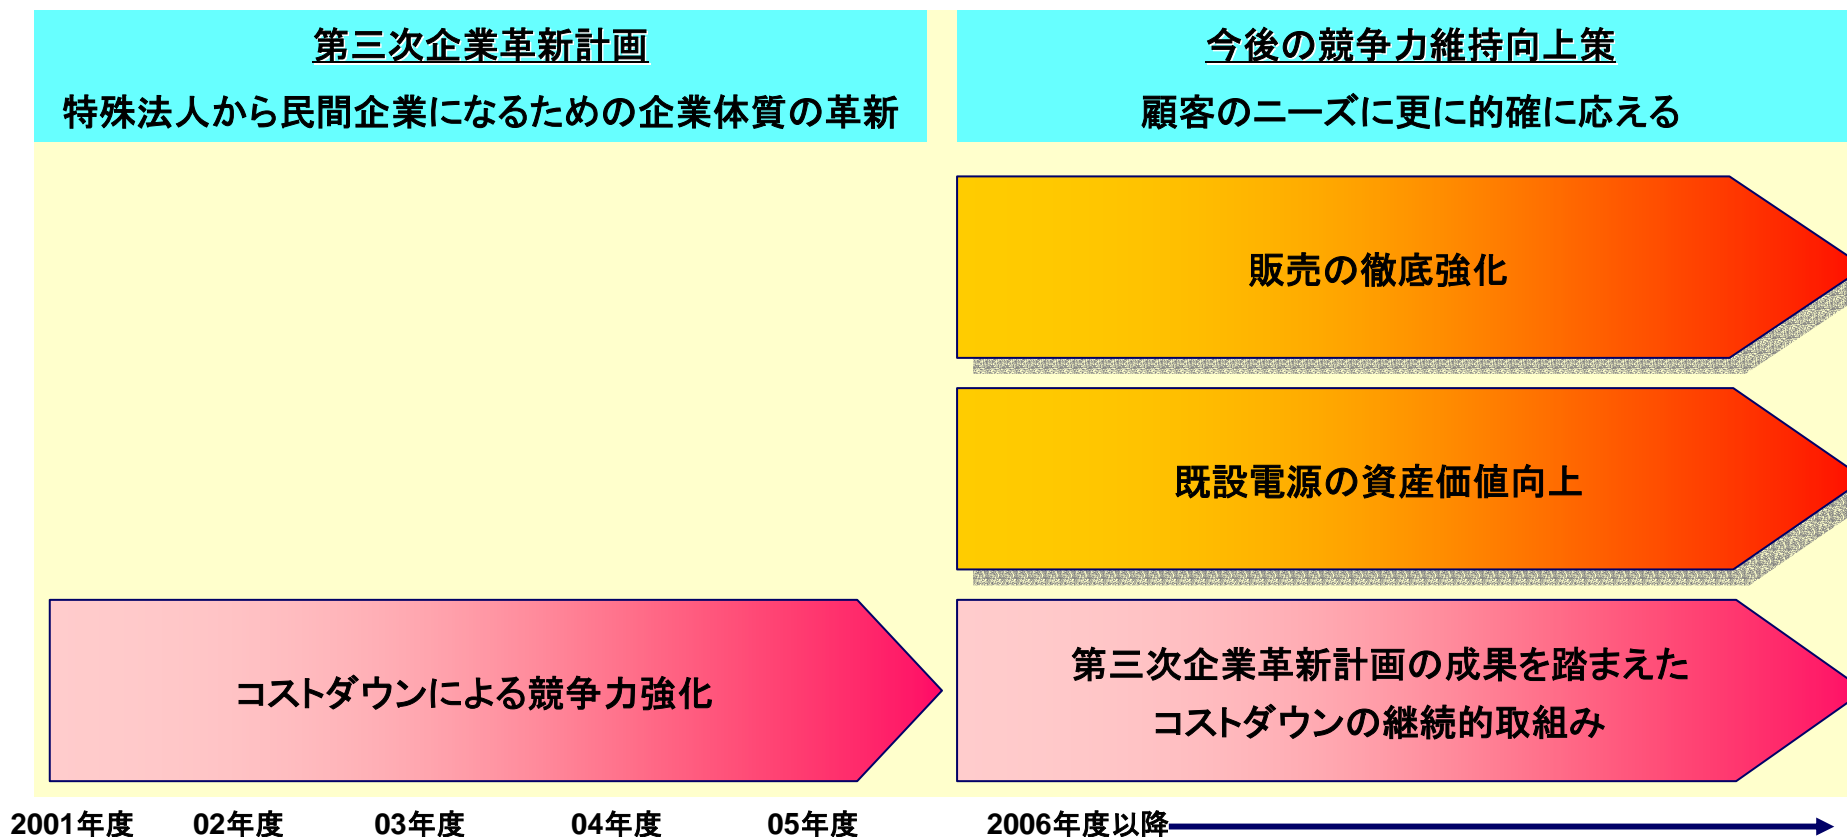 第三次企業革新計画
特殊法人から民間企業になるための企業体質の革新
今後の競争力維持向上策
顧客のニーズに更に的確に応える
販売の徹底強化
既設電源の資産価値向上
コストダウンによる競争力強化
第三次企業革新計画の成果を踏まえた
コストダウンの継続的取組み
2001年度 02年度 03年度 04年度 05年度 2006年度以降